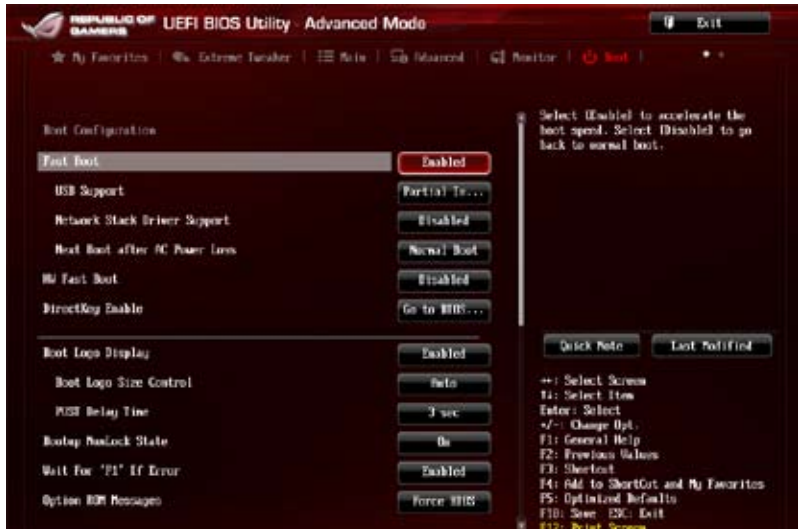 REPUBLIC OF GAMERS
UEFI BIOS Utility - Advanced Mode
Exit
My Favorites | Extreme Tweaker | Main | Advanced | Monitor | Boot
Boot Configuration
Fast Boot Enabled
USB Support Partial In...
Network Stack Driver Support Disabled
Next Boot after AC Power Loss Normal Boot
HW Fast Boot Disabled
DirectKey Enable Go to BIOS...
Boot Logo Display Enabled
Boot Logo Size Control Auto
POST Delay Time 3 sec
Bootup NumLock State On
Wait For 'F1' If Error Enabled
Option ROM Messages Force BIOS
Select [Enable] to accelerate the
boot speed. Select [Disable] to go
back to normal boot.
Quick Note Last Modified
→←: Select Screen
↑↓: Select Item
Enter: Select
+/-: Change Opt.
F1: General Help
F2: Previous Values
F3: Shortcut
F4: Add to ShortCut and My Favorites
F5: Optimized Defaults
F10: Save ESC: Exit
F12: Print Screen